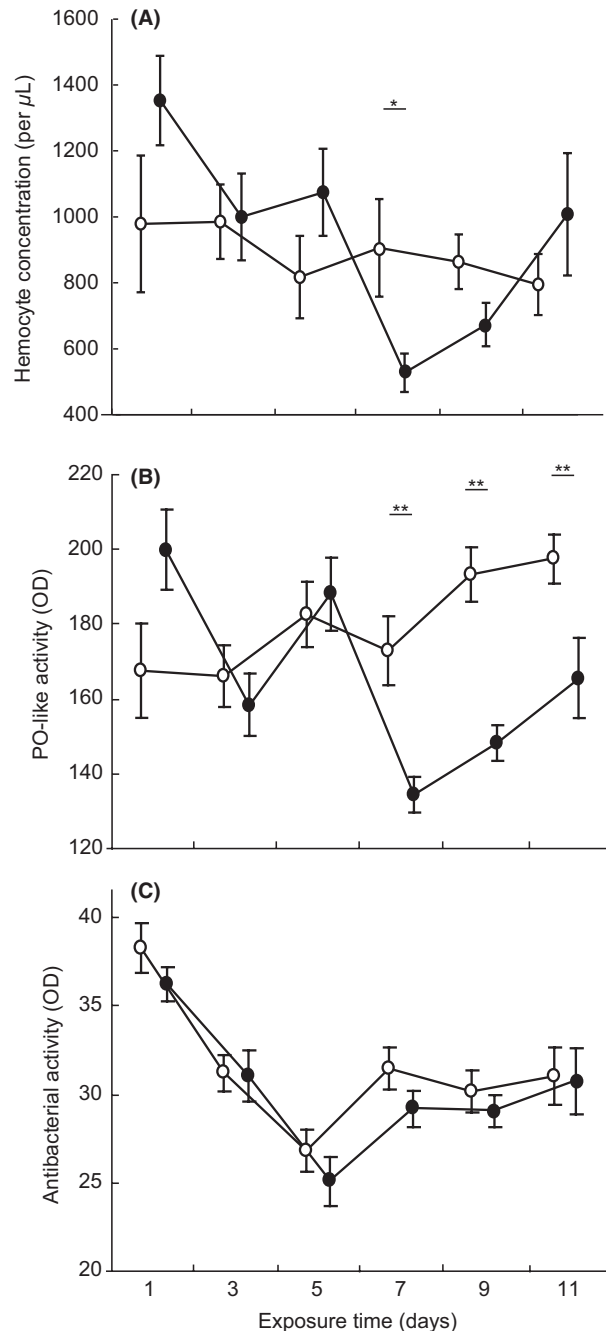 (A)
1600
1400
1200
1000
800
600
400
Hemocyte concentration (per µL)
*
(B)
220
200
180
160
140
120
PO-like activity (OD)
**
**
**
(C)
40
35
30
25
20
Antibacterial activity (OD)
1 3 5 7 9 11
Exposure time (days)